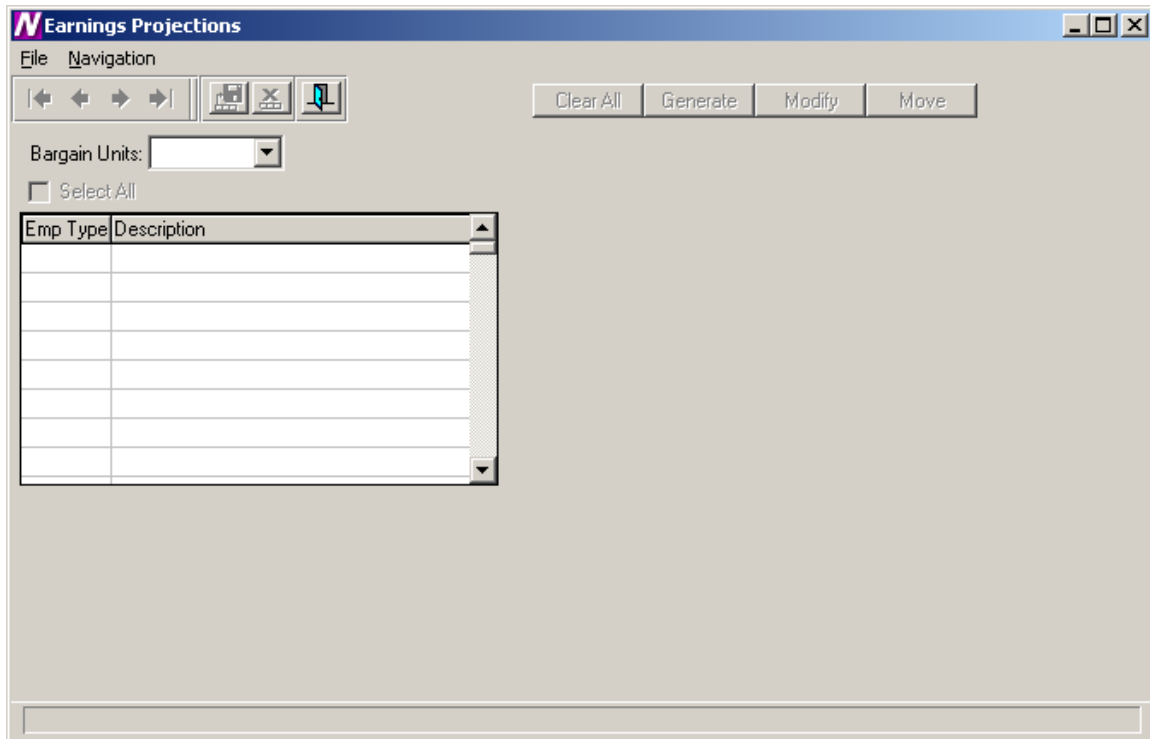 Earnings Projections
File Navigation
Clear All Generate Modify Move
Bargain Units:
Select All
Emp Type Description